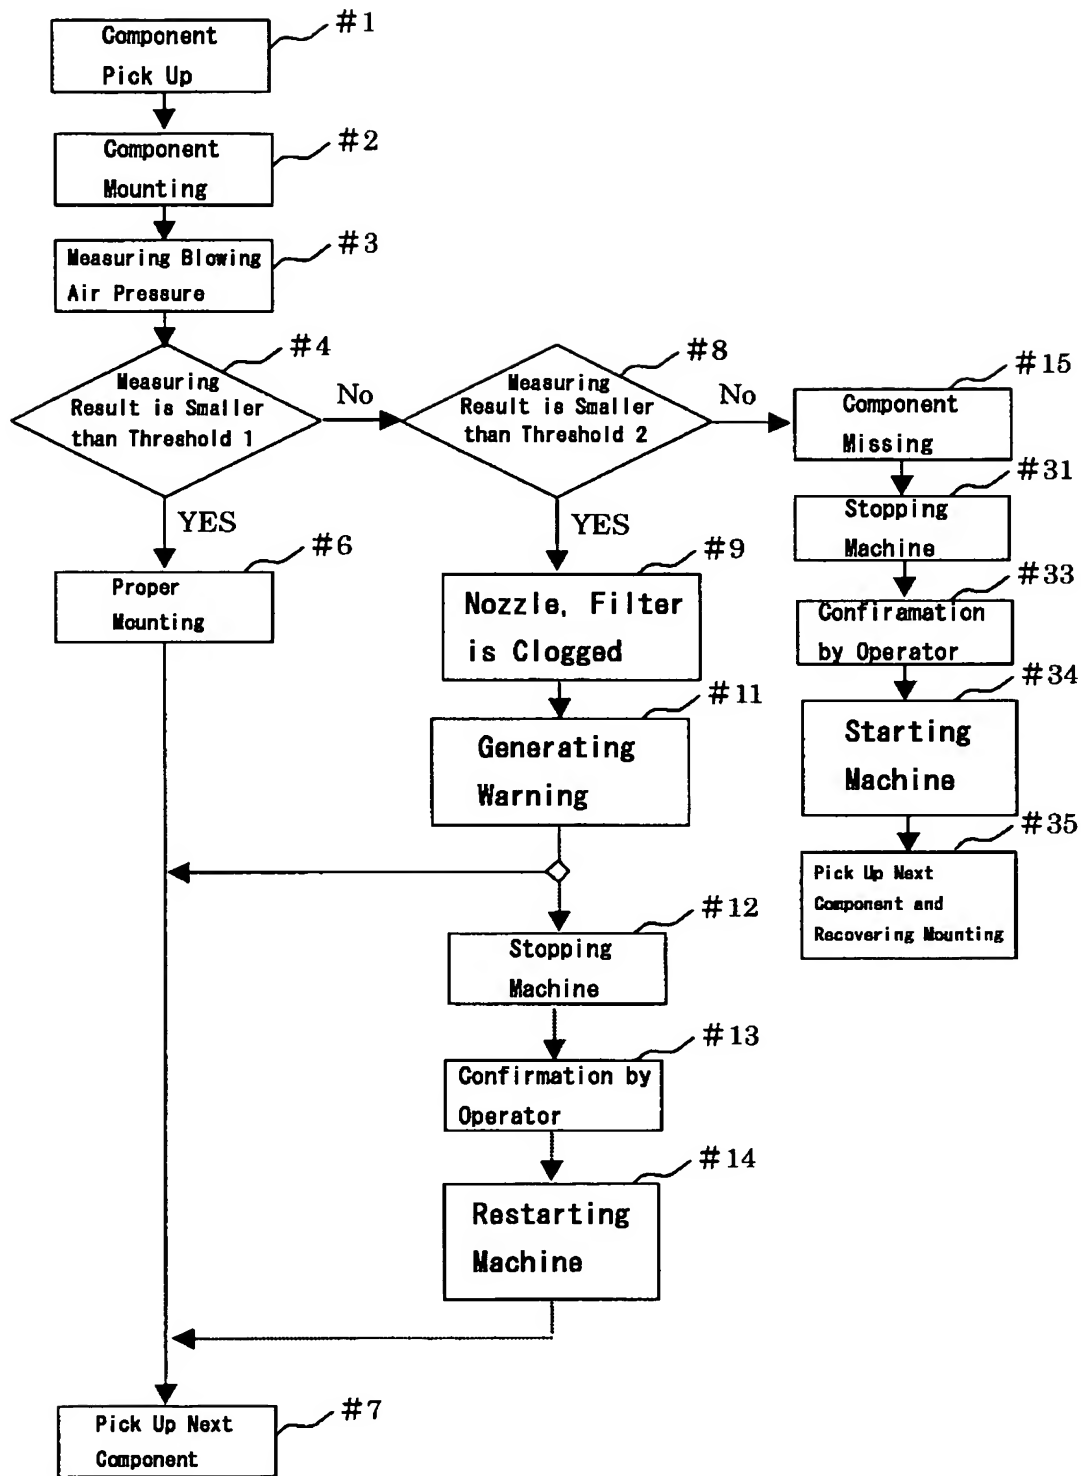 #1
Component
Pick Up
#2
Component
Mounting
#3
Measuring Blowing
Air Pressure
#4
Measuring
Result is Smaller
than Threshold 1
No
YES
#8
Measuring
Result is Smaller
than Threshold 2
No
YES
#15
Component
Missing
#31
Stopping
Machine
#33
Confiramation
by Operator
#34
Starting
Machine
#35
Pick Up Next
Component and
Recovering Mounting
#6
Proper
Mounting
#9
Nozzle, Filter
is Clogged
#11
Generating
Warning
#12
Stopping
Machine
#13
Confirmation by
Operator
#14
Restarting
Machine
#7
Pick Up Next
Component